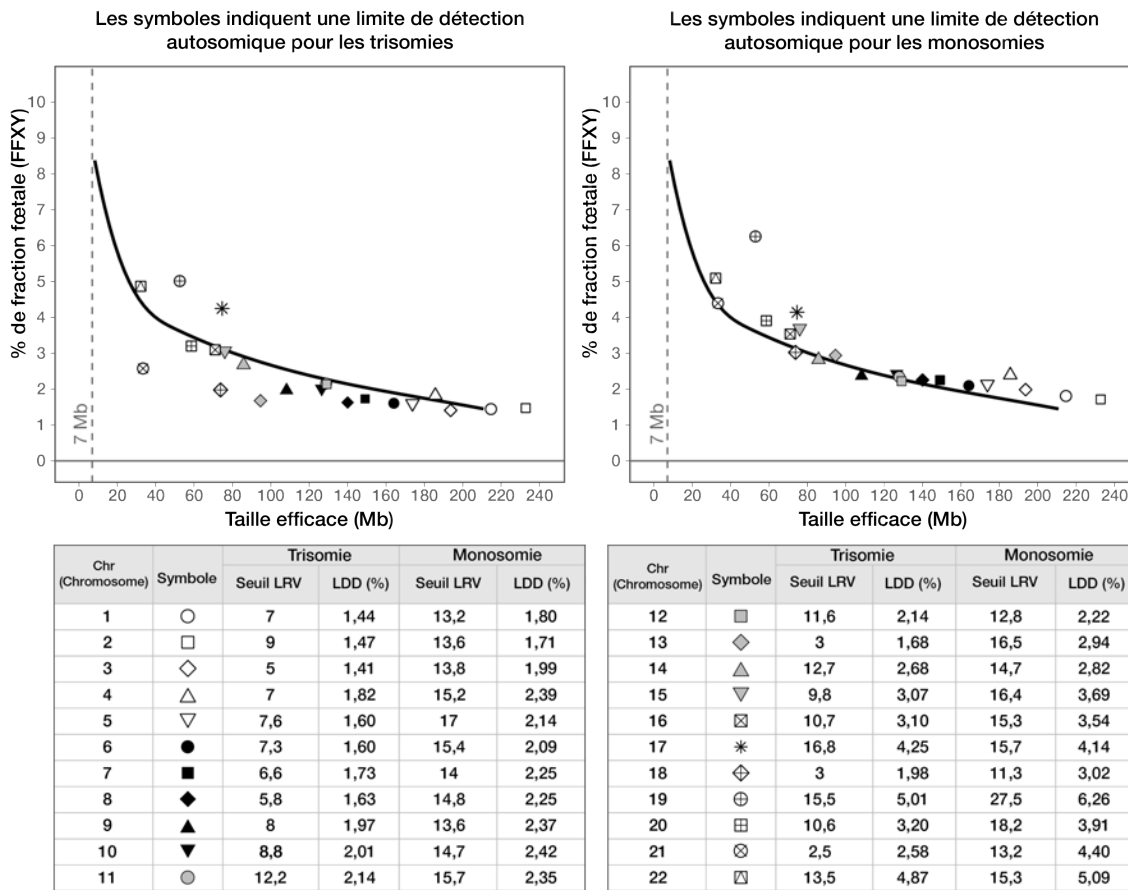 Les symboles indiquent une limite de détection
autosomique pour les trisomies
% de fraction fœtale (FFXY)
10
9
8
7
6
5
4
3
2
1
0
7 Mb
0 20 40 60 80 100 120 140 160 180 200 220 240
Taille efficace (Mb)
Les symboles indiquent une limite de détection
autosomique pour les monosomies
% de fraction fœtale (FFXY)
10
9
8
7
6
5
4
3
2
1
0
7 Mb
0 20 40 60 80 100 120 140 160 180 200 220 240
Taille efficace (Mb)
Chr (Chromosome) Symbole Trisomie Monosomie
Seuil LRV LDD (%) Seuil LRV LDD (%)
1 7 1,44 13,2 1,80
2 9 1,47 13,6 1,71
3 5 1,41 13,8 1,99
4 7 1,82 15,2 2,39
5 7,6 1,60 17 2,14
6 7,3 1,60 15,4 2,09
7 6,6 1,73 14 2,25
8 5,8 1,63 14,8 2,25
9 8 1,97 13,6 2,37
10 8,8 2,01 14,7 2,42
11 12,2 2,14 15,7 2,35
Chr (Chromosome) Symbole Trisomie Monosomie
Seuil LRV LDD (%) Seuil LRV LDD (%)
12 11,6 2,14 12,8 2,22
13 3 1,68 16,5 2,94
14 12,7 2,68 14,7 2,82
15 9,8 3,07 16,4 3,69
16 10,7 3,10 15,3 3,54
17 16,8 4,25 15,7 4,14
18 3 1,98 11,3 3,02
19 15,5 5,01 27,5 6,26
20 10,6 3,20 18,2 3,91
21 2,5 2,58 13,2 4,40
22 13,5 4,87 15,3 5,09